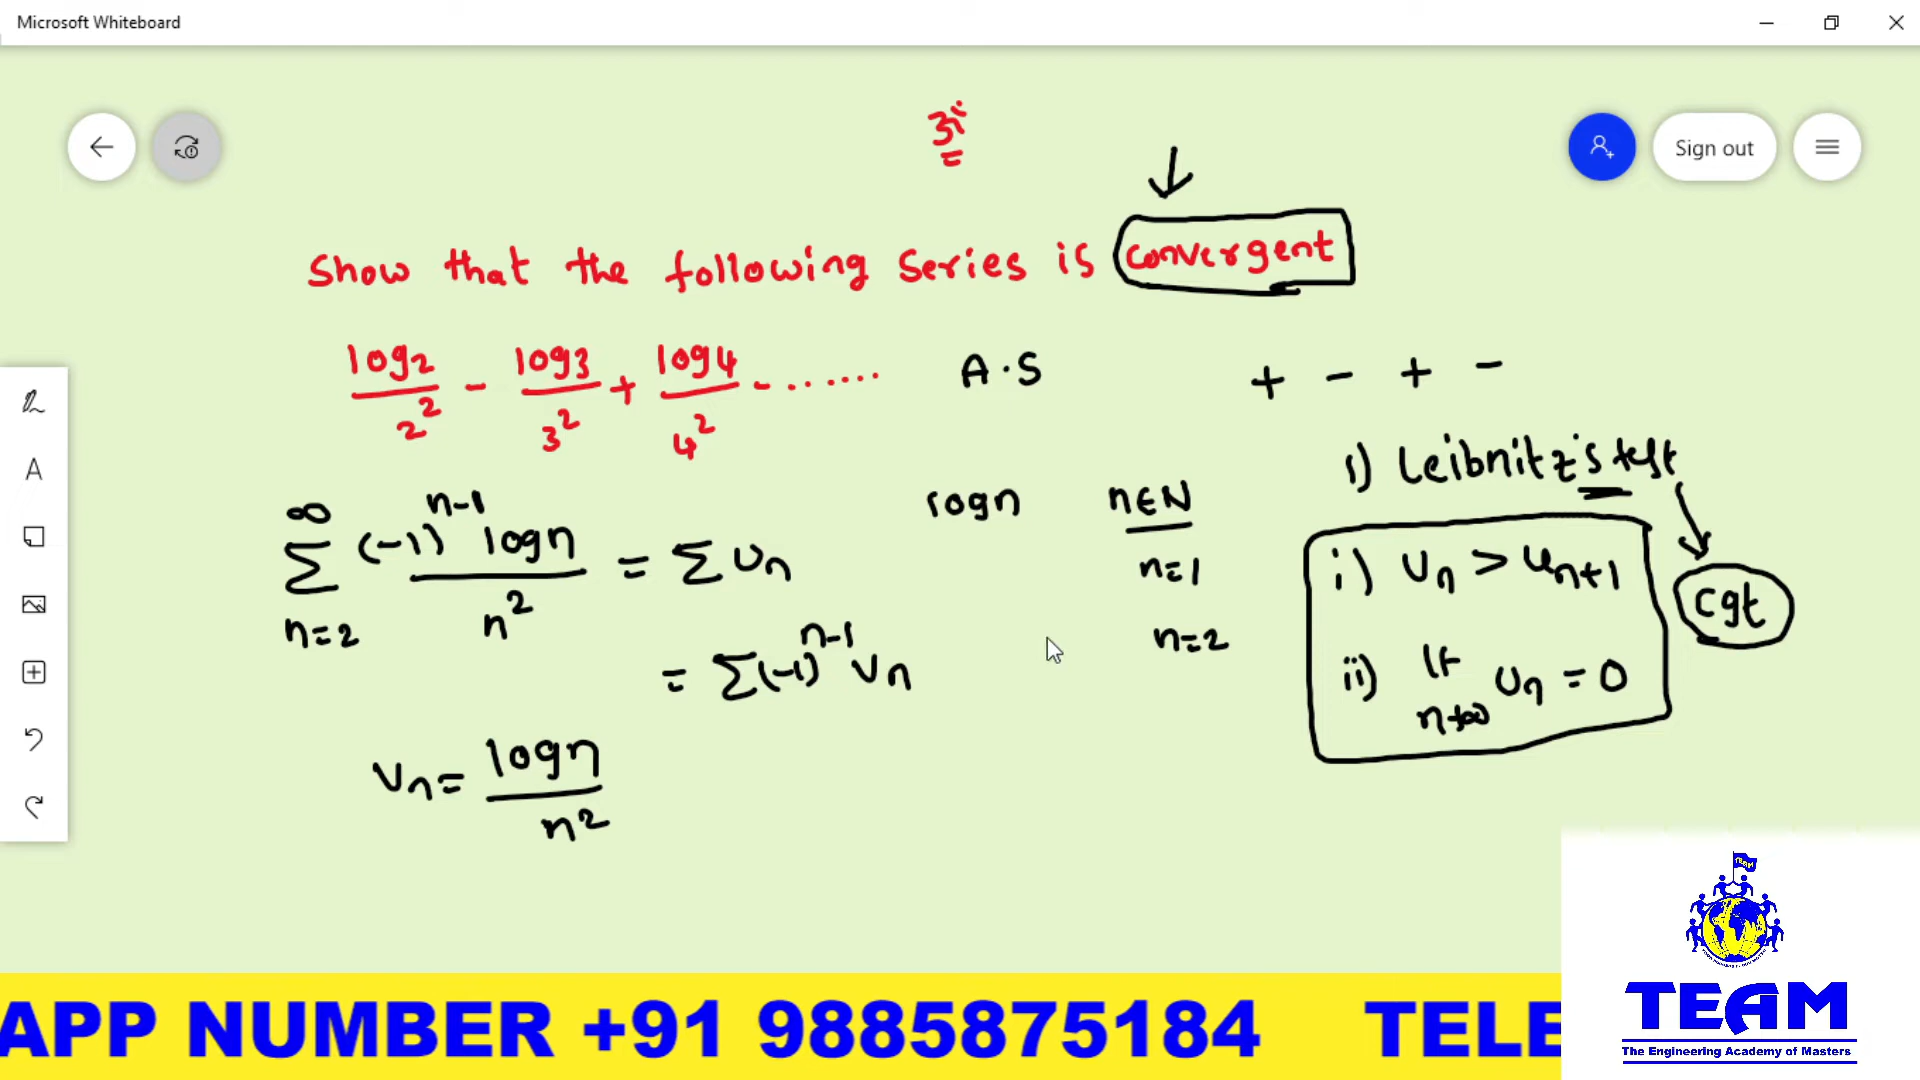 Microsoft Whiteboard
Sign out
Show that the following Series is convergent
log2/2² - log3/3² + log4/4² - ....... A.S + - + -
1) Leibnitz's test
∞ Σ n=2 (-1)ⁿ⁻¹ logn / n² = Σ un
logn n∈N
n=1
n=2
i) un > un+1
cgt
ii) lt n→∞ un = 0
= Σ(-1)ⁿ⁻¹ vn
vn = logn / n²
APP NUMBER +91 9885875184 TELE
TEAM
The Engineering Academy of Masters